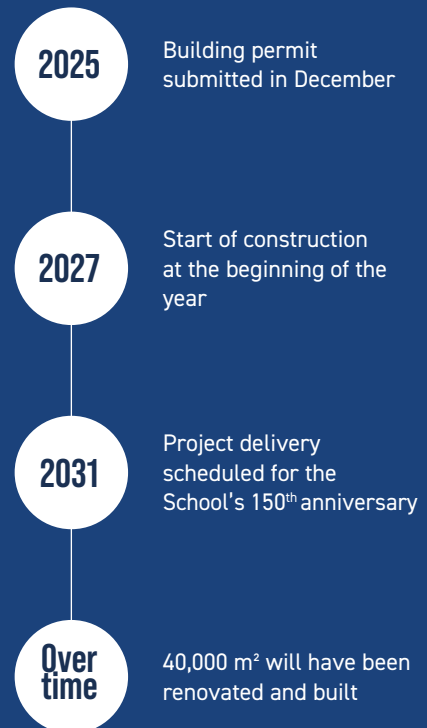 2025
Building permit
submitted in December
2027
Start of construction
at the beginning of the
year
2031
Project delivery
scheduled for the
School's 150th anniversary
Over
time
40,000 m² will have been
renovated and built